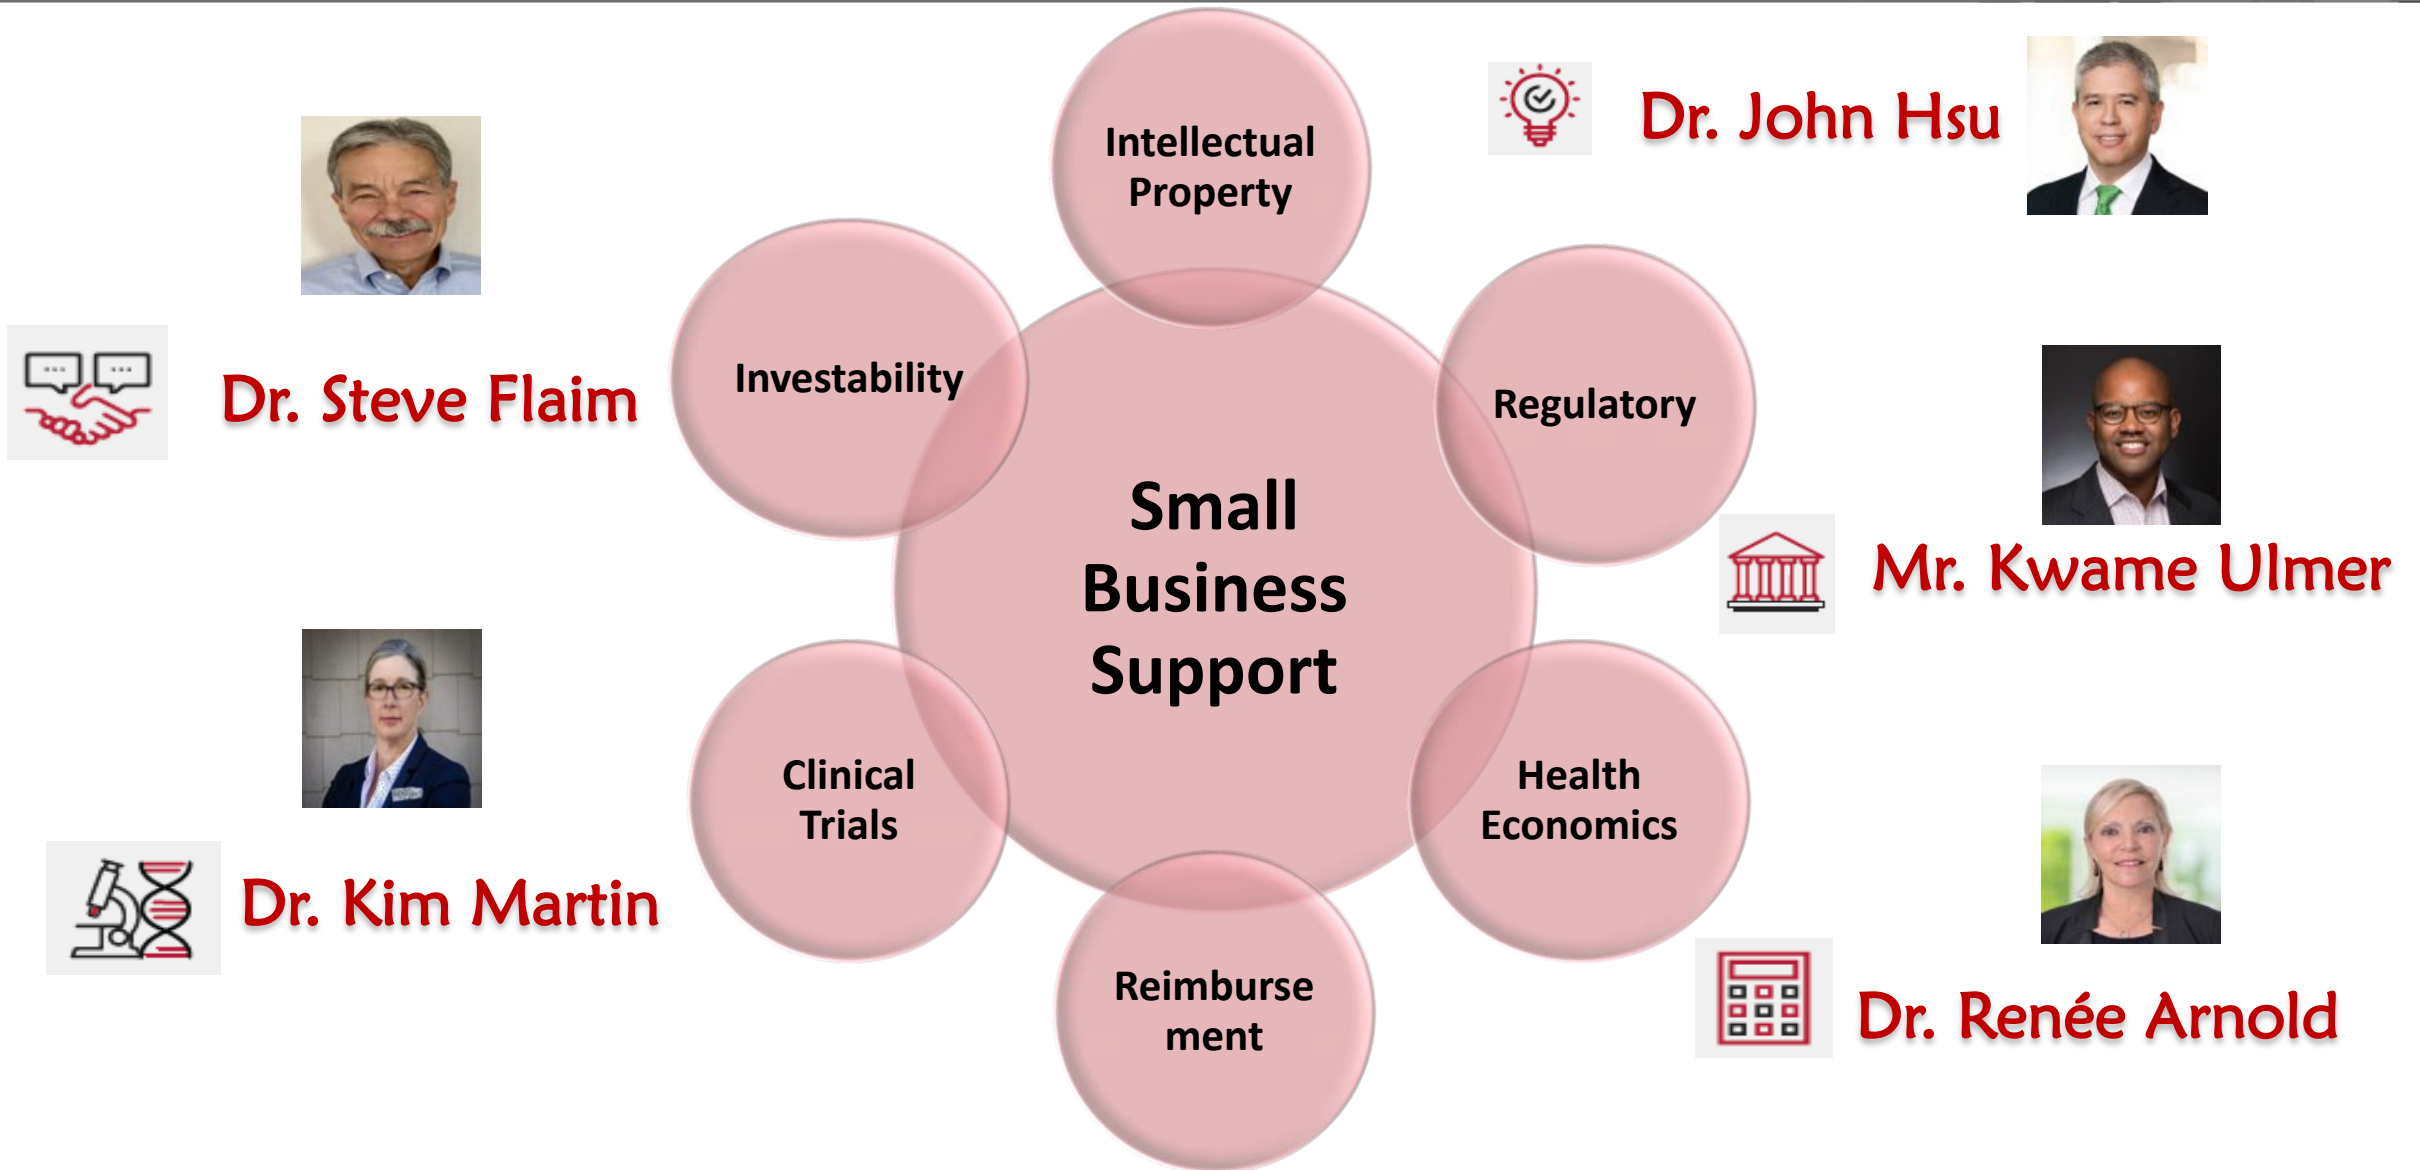 Intellectual
Property
Dr. John Hsu
Investability
Dr. Steve Flaim
Regulatory
Mr. Kwame Ulmer
Small
Business
Support
Clinical
Trials
Dr. Kim Martin
Health
Economics
Dr. Renée Arnold
Reimburse
ment